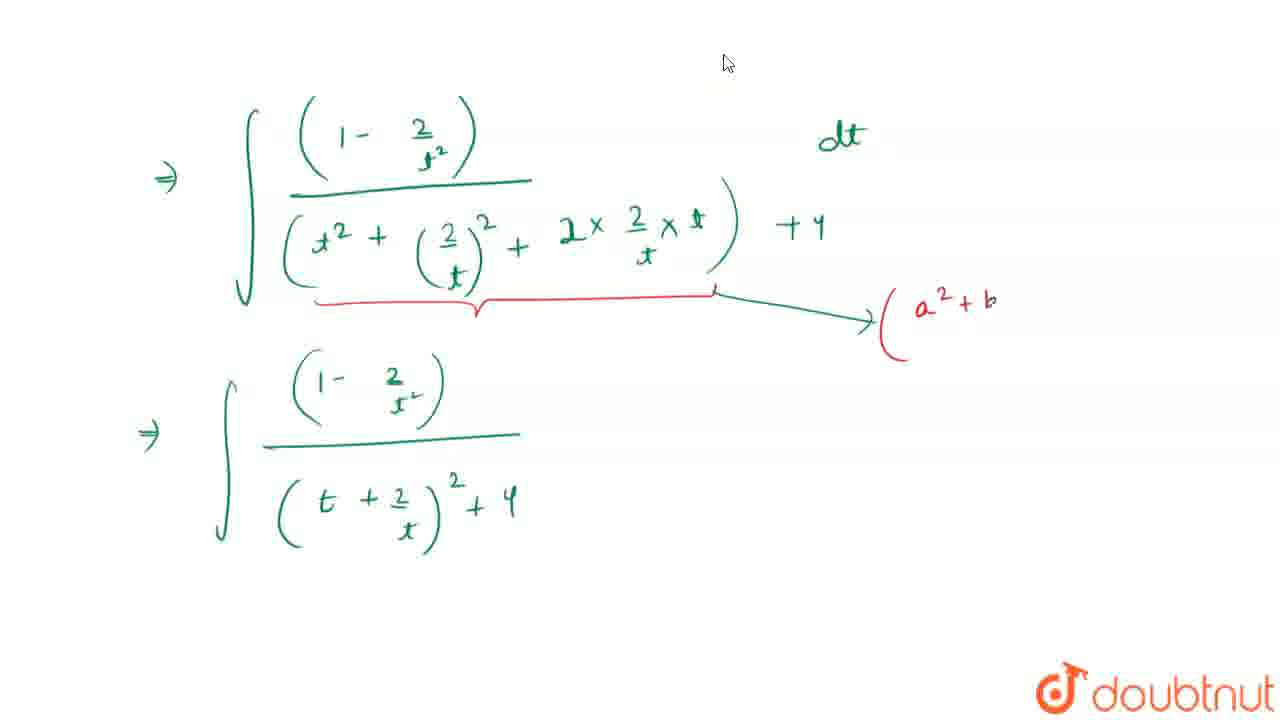 ⇒ ∫ (1 - 2/t²) / (t² + (2/t)² + 2 × 2/t × t) + 4 dt
(a² + b
⇒ ∫ (1 - 2/t²) / (t + 2/t)² + 4
doubtnut